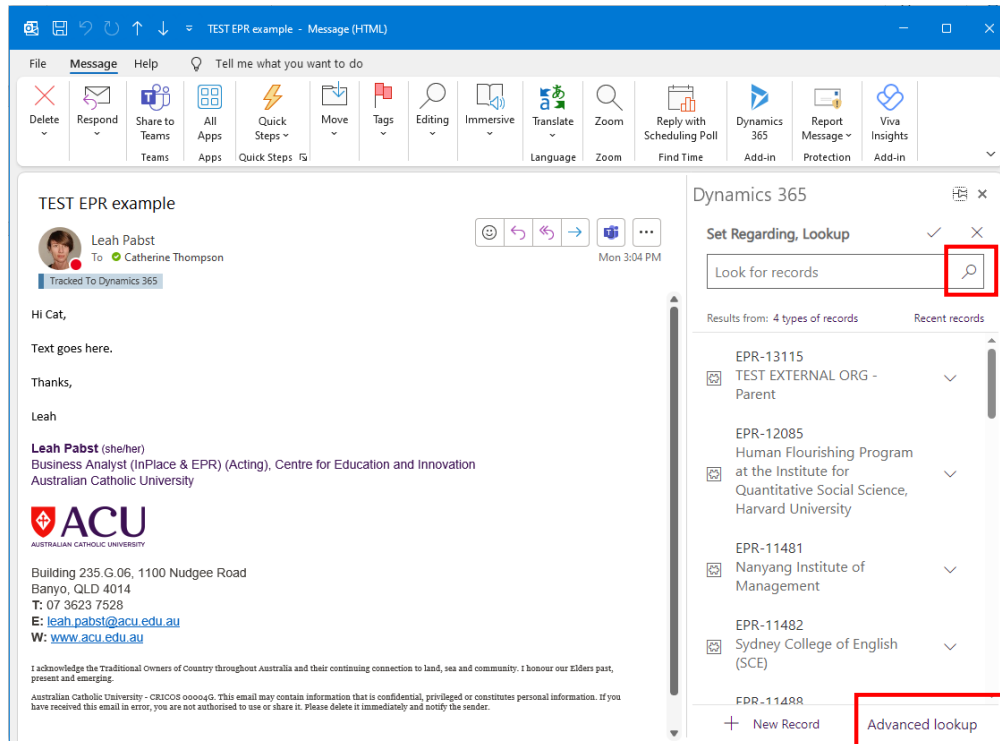 TEST EPR example - Message (HTML)
File Message Help Tell me what you want to do
Delete
Respond
Share to
Teams
All
Apps
Quick
Steps
Move
Tags
Editing
Immersive
Translate
Zoom
Reply with
Scheduling Poll
Dynamics
365
Report
Message
Viva
Insights
Teams
Apps
Quick Steps
Language
Zoom
Find Time
Add-in
Protection
Add-in
TEST EPR example
Leah Pabst
To Catherine Thompson
Mon 3:04 PM
Tracked To Dynamics 365
Hi Cat,
Text goes here.
Thanks,
Leah
Leah Pabst (she/her)
Business Analyst (InPlace & EPR) (Acting), Centre for Education and Innovation
Australian Catholic University
ACU
AUSTRALIAN CATHOLIC UNIVERSITY
Building 235.G.06, 1100 Nudgee Road
Banyo, QLD 4014
T: 07 3623 7528
E: leah.pabst@acu.edu.au
W: www.acu.edu.au
I acknowledge the Traditional Owners of Country throughout Australia and their continuing connection to land, sea and community. I honour our Elders past,
present and emerging.
Australian Catholic University - CRICOS 00004G. This email may contain information that is confidential, privileged or constitutes personal information. If you
have received this email in error, you are not authorised to use or share it. Please delete it immediately and notify the sender.
Dynamics 365
Set Regarding, Lookup
Look for records
Results from: 4 types of records Recent records
EPR-13115
TEST EXTERNAL ORG -
Parent
EPR-12085
Human Flourishing Program
at the Institute for
Quantitative Social Science,
Harvard University
EPR-11481
Nanyang Institute of
Management
EPR-11482
Sydney College of English
(SCE)
EPR-11488
New Record
Advanced lookup